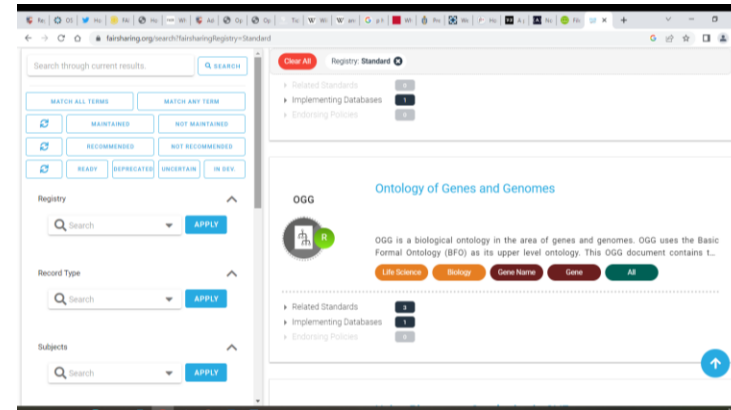 fairsharing.org/search?fairsharingRegistry=Standard
Search through current results.
SEARCH
MATCH ALL TERMS
MATCH ANY TERM
MAINTAINED
NOT MAINTAINED
RECOMMENDED
NOT RECOMMENDED
READY
DEPRECATED
UNCERTAIN
IN DEV.
Registry
Search
APPLY
Record Type
Search
APPLY
Subjects
Search
APPLY
Clear All
Registry: Standard
Related Standards 0
Implementing Databases 1
Endorsing Policies 0
OGG
R
Ontology of Genes and Genomes
OGG is a biological ontology in the area of genes and genomes. OGG uses the Basic
Formal Ontology (BFO) as its upper level ontology. This OGG document contains t...
Life Science
Biology
Gene Name
Gene
All
Related Standards 3
Implementing Databases 1
Endorsing Policies 0